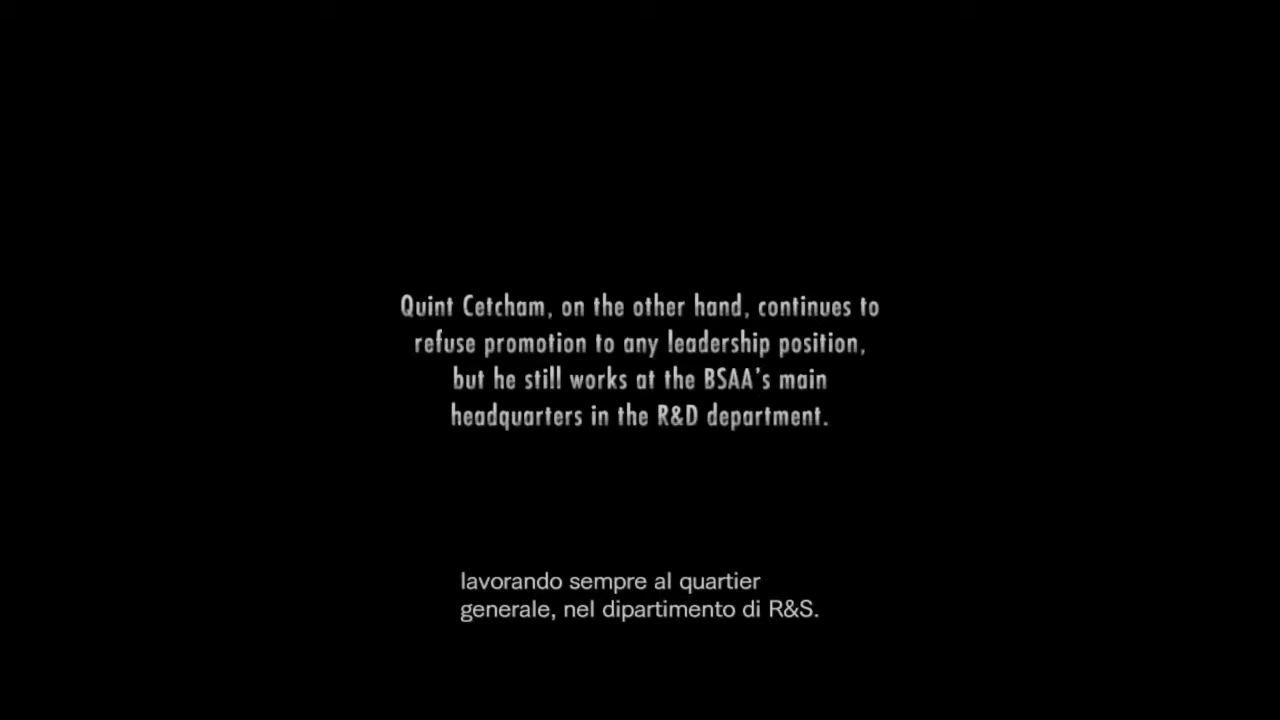 Quint Cetcham, on the other hand, continues to
refuse promotion to any leadership position,
but he still works at the BSAA's main
headquarters in the R&D department.
lavorando sempre al quartier
generale, nel dipartimento di R&S.